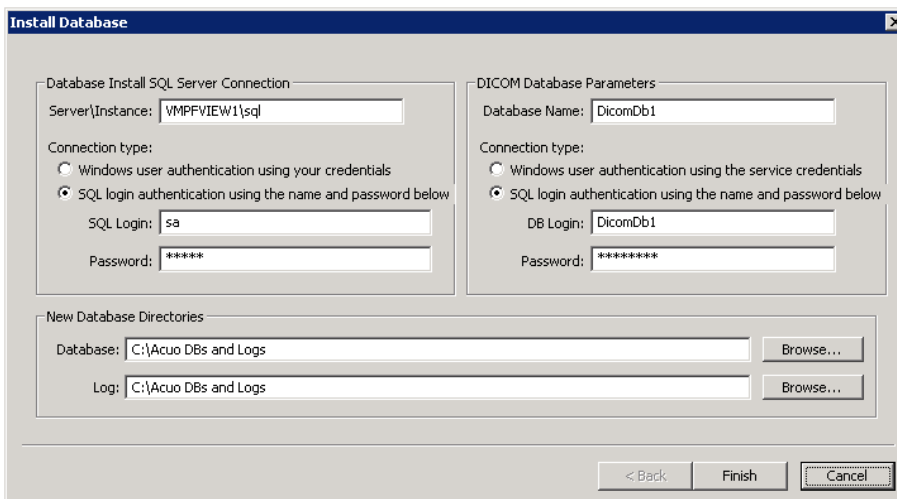 Install Database
Database Install SQL Server Connection
Server\Instance: VMPFVIEW1\sql
Connection type:
Windows user authentication using your credentials
SQL login authentication using the name and password below
SQL Login: sa
Password: *****
DICOM Database Parameters
Database Name: DicomDb1
Connection type:
Windows user authentication using the service credentials
SQL login authentication using the name and password below
DB Login: DicomDb1
Password: ********
New Database Directories
Database: C:\Acuo DBs and Logs Browse...
Log: C:\Acuo DBs and Logs Browse...
< Back Finish Cancel